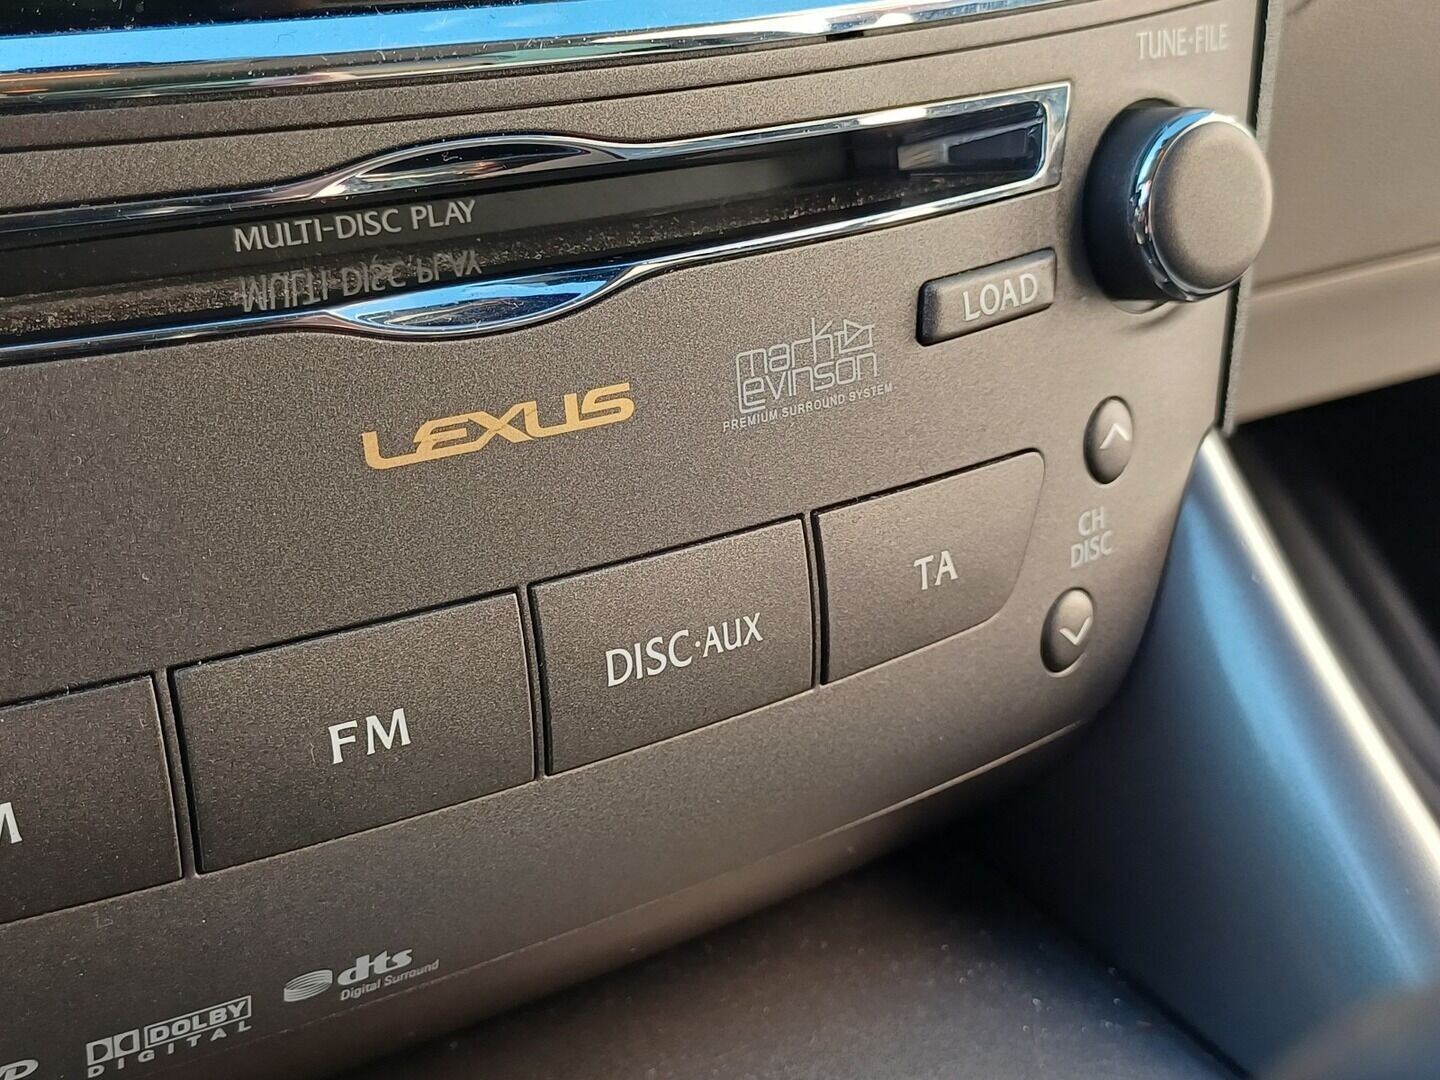 TUNE·FILE
MULTI-DISC PLAY
LOAD
mark
levinson
PREMIUM SURROUND SYSTEM
LEXUS
CH
DISC
TA
DISC·AUX
FM
dts
Digital Surround
DOLBY
DIGITAL